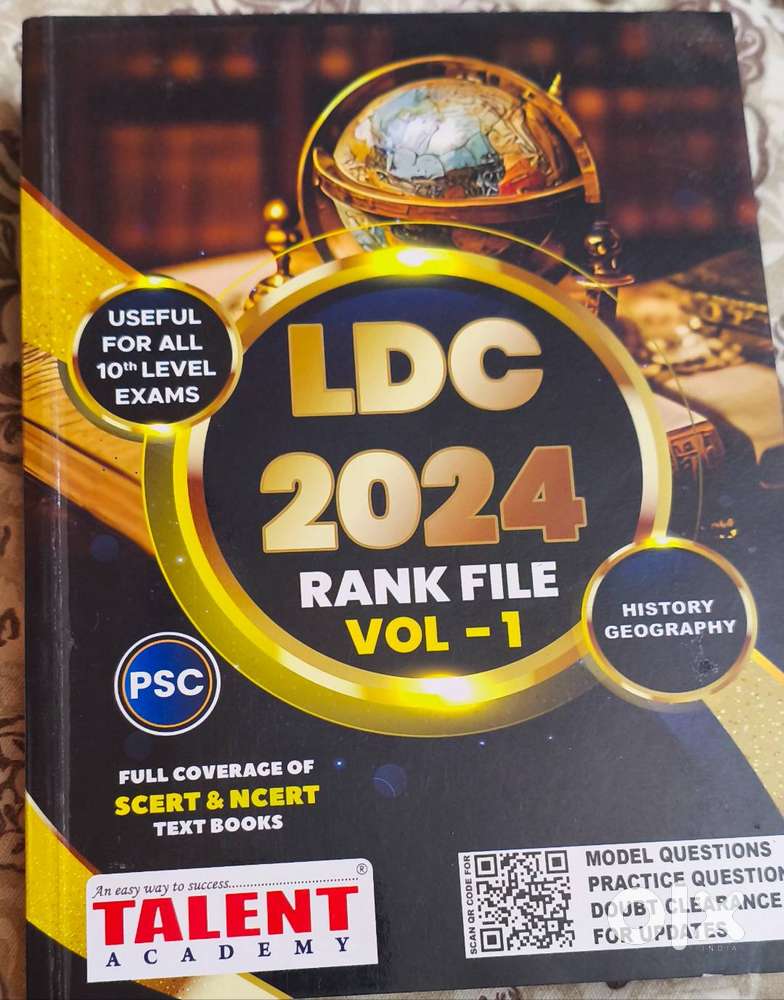 USEFUL
FOR ALL
10th LEVEL
EXAMS
LDC
2024
RANK FILE
VOL - 1
HISTORY
GEOGRAPHY
PSC
FULL COVERAGE OF
SCERT & NCERT
TEXT BOOKS
An easy way to success..............................®
TALENT
ACADEMY
SCAN QR CODE FOR
MODEL QUESTIONS
PRACTICE QUESTION
DOUBT CLEARANCE
FOR UPDATES
olx
INDIA